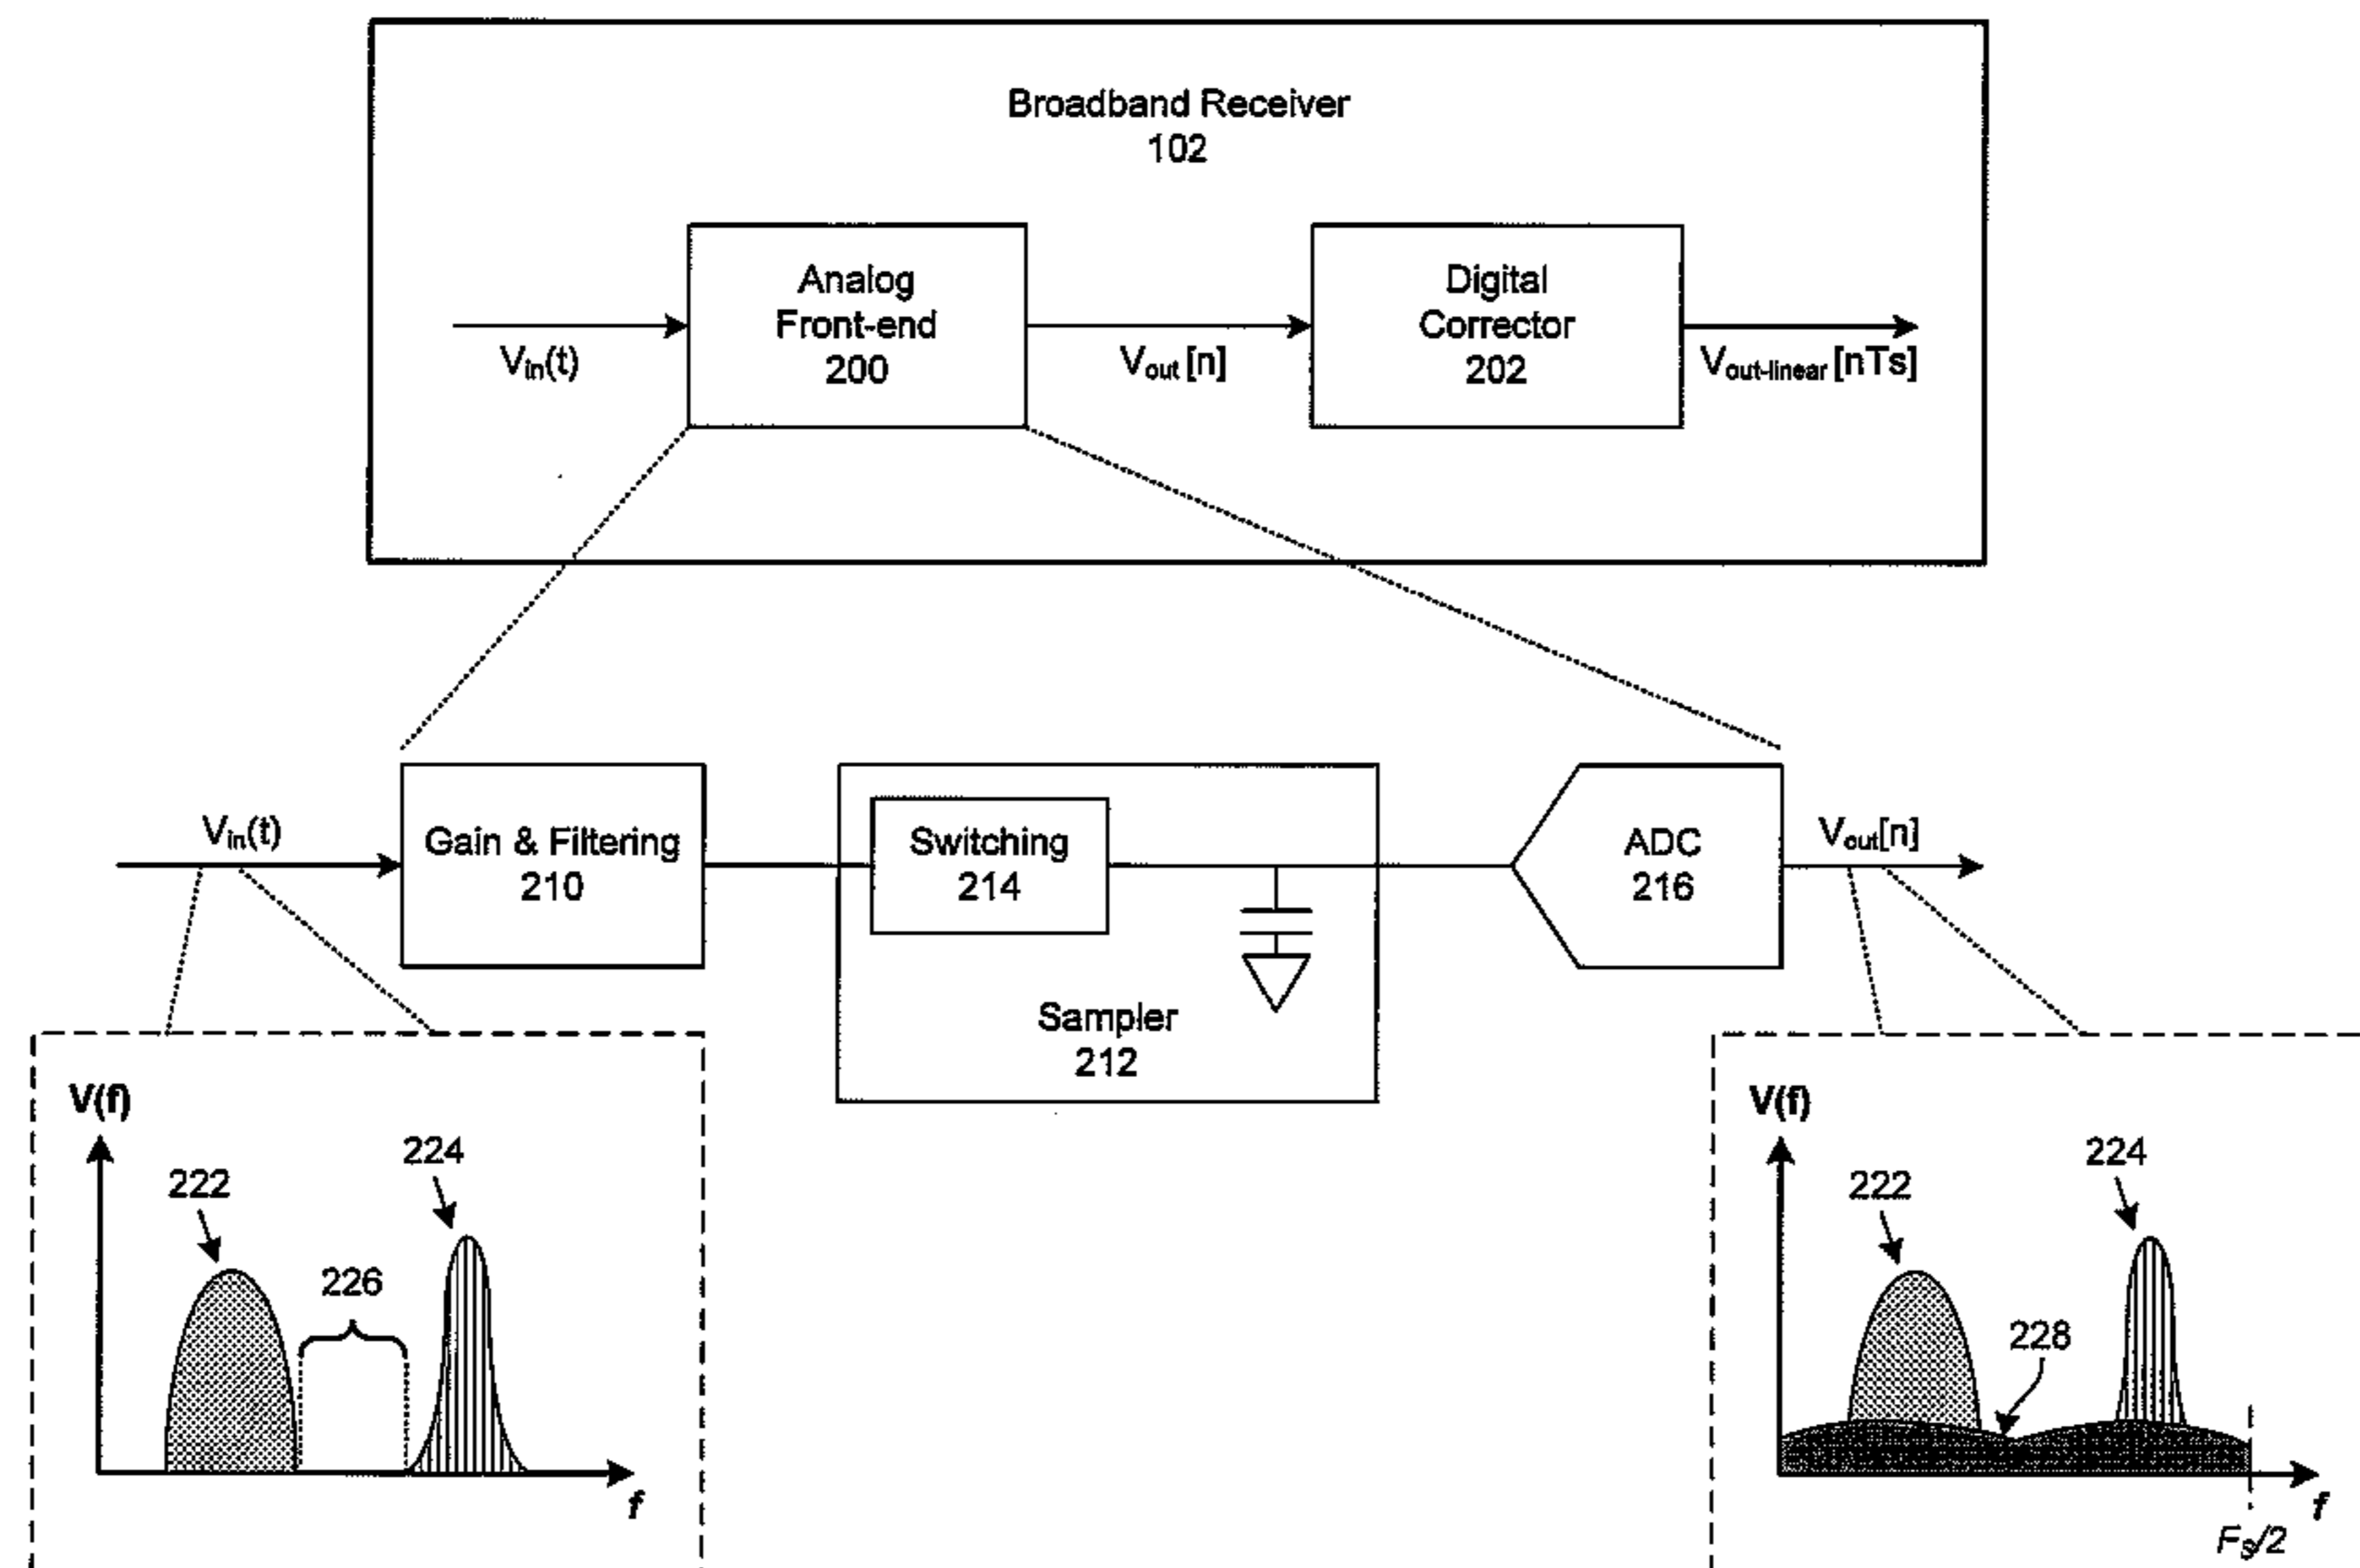 Broadband Receiver
102
Analog
Front-end
200
Digital
Corrector
202
Vin(t)
Vout [n]
Vout-linear [nTs]
Vin(t)
Gain & Filtering
210
Switching
214
Sampler
212
ADC
216
Vout[n]
V(f)
222
224
226
f
V(f)
222
224
228
f
FS/2